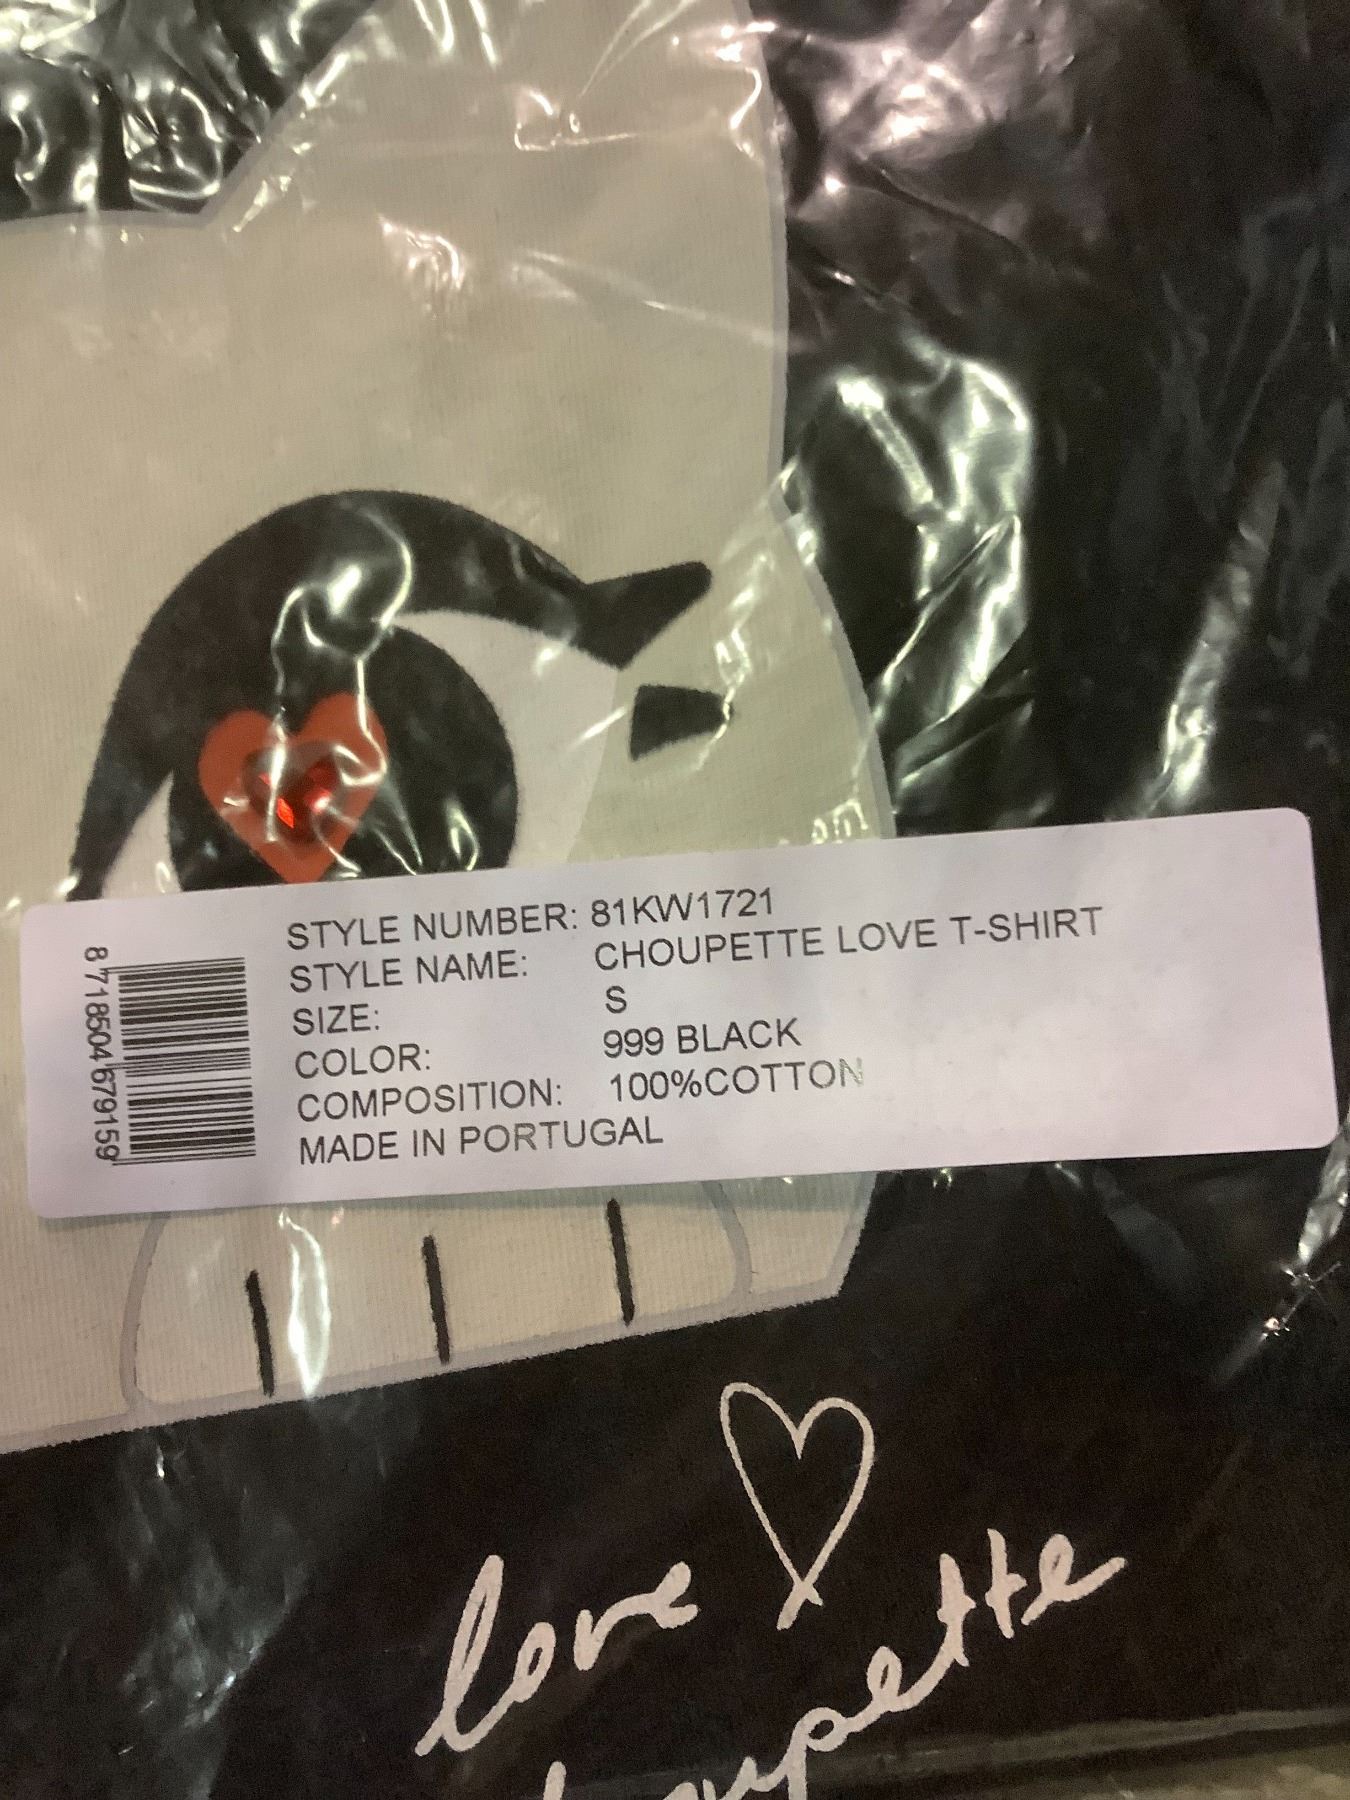 STYLE NUMBER: 81KW1721
STYLE NAME: CHOUPETTE LOVE T-SHIRT
SIZE: S
COLOR: 999 BLACK
COMPOSITION: 100%COTTON
MADE IN PORTUGAL
8 718504 679159
love